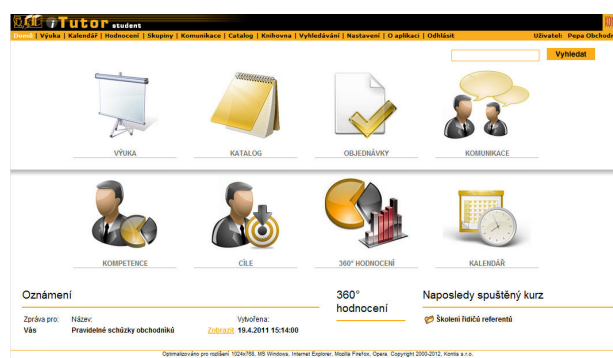 iTutor student
Domů | Výuka | Kalendář | Hodnocení | Skupiny | Komunikace | Catalog | Knihovna | Vyhledávání | Nastavení | O aplikaci | Odhlásit
Uživatel: Pepa Obchodn
Vyhledat
VÝUKA
KATALOG
OBJEDNÁVKY
KOMUNIKACE
KOMPETENCE
CÍLE
360° HODNOCENÍ
KALENDÁŘ
Oznámení
360° hodnocení
Naposledy spuštěný kurz
Zpráva pro: Název: Vytvořena:
Vás Pravidelné schůzky obchodníků Zobrazit 19.4.2011 15:14:00
Školení řidičů referentů
Optimalizováno pro rozlišení 1024x768, MS Windows, Internet Explorer, Mozilla Firefox, Opera. Copyright 2000-2012, Kontis s.r.o.